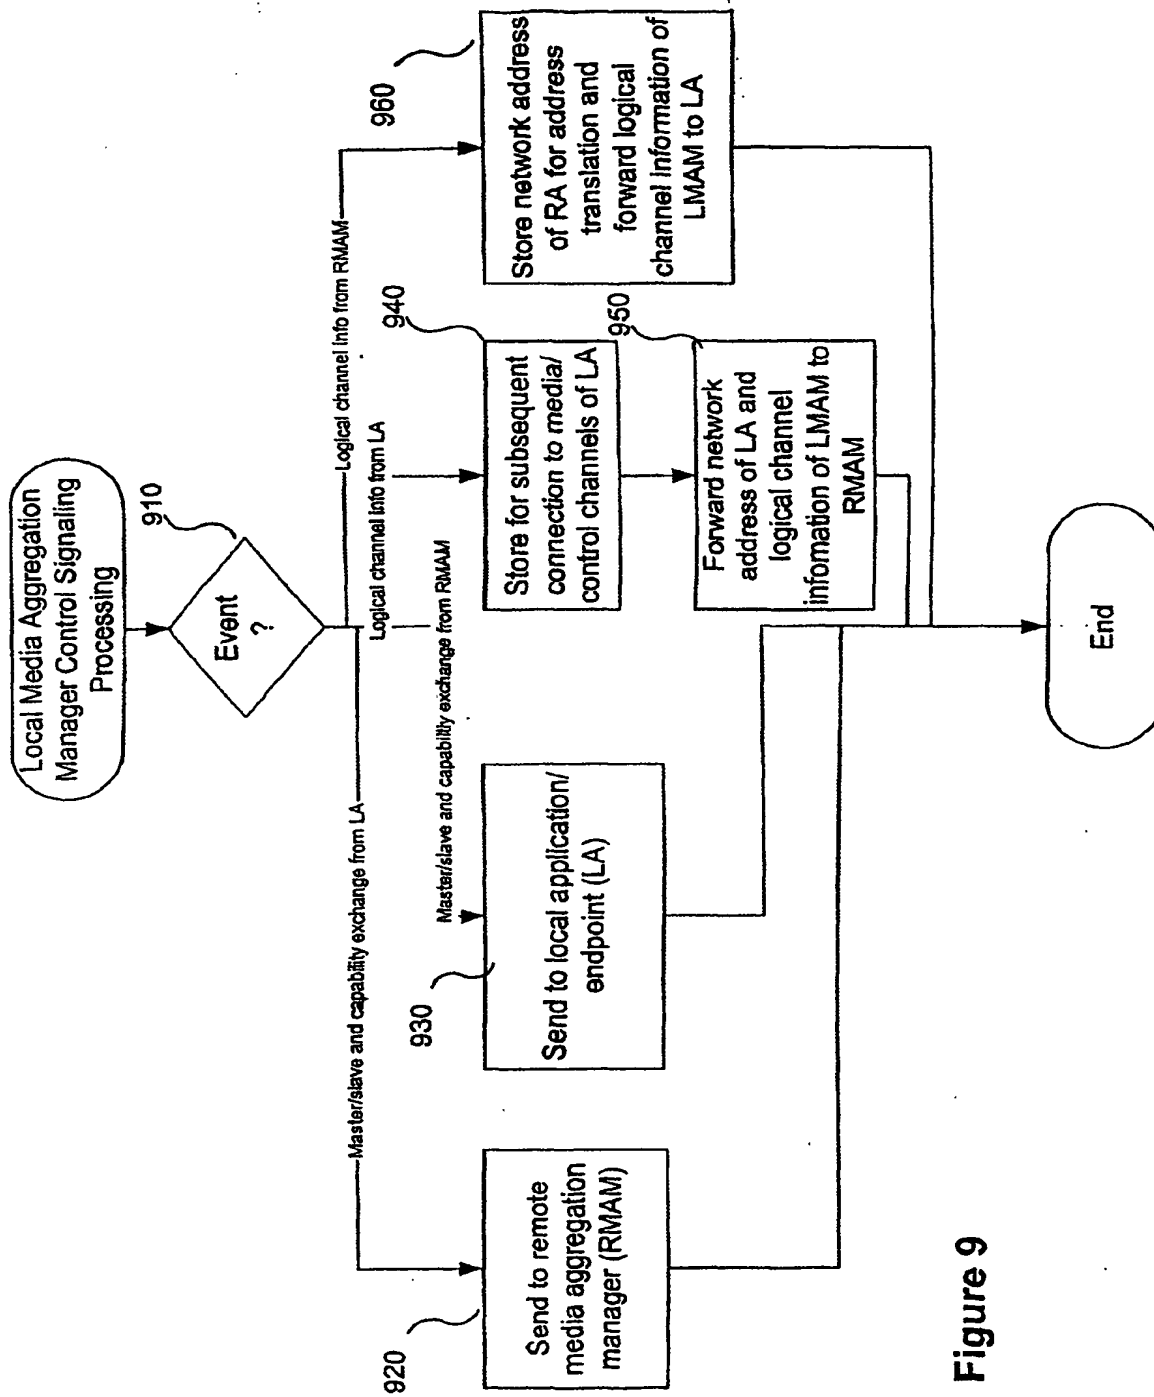 Local Media Aggregation
Manager Control Signaling
Processing
910
Event
?
Master/slave and capability exchange from LA
Master/slave and capability exchange from RMAM
Logical channel info from LA
Logical channel info from RMAM
920
Send to remote
media aggregation
manager (RMAM)
930
Send to local application/
endpoint (LA)
940
Store for subsequent
connection to media/
control channels of LA
950
Forward network
address of LA and
logical channel
infomation of LMAM to
RMAM
960
Store network address
of RA for address
translation and
forward logical
channel information of
LMAM to LA
End
Figure 9